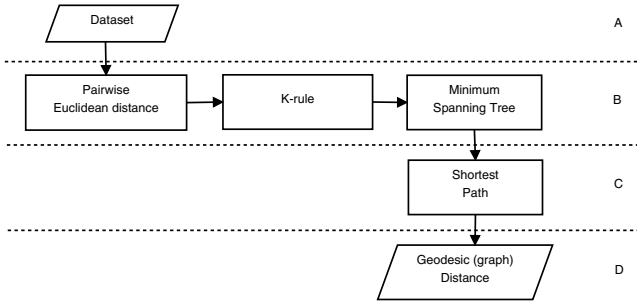 Dataset
A
Pairwise
Euclidean distance
K-rule
Minimum
Spanning Tree
B
Shortest
Path
C
Geodesic (graph)
Distance
D